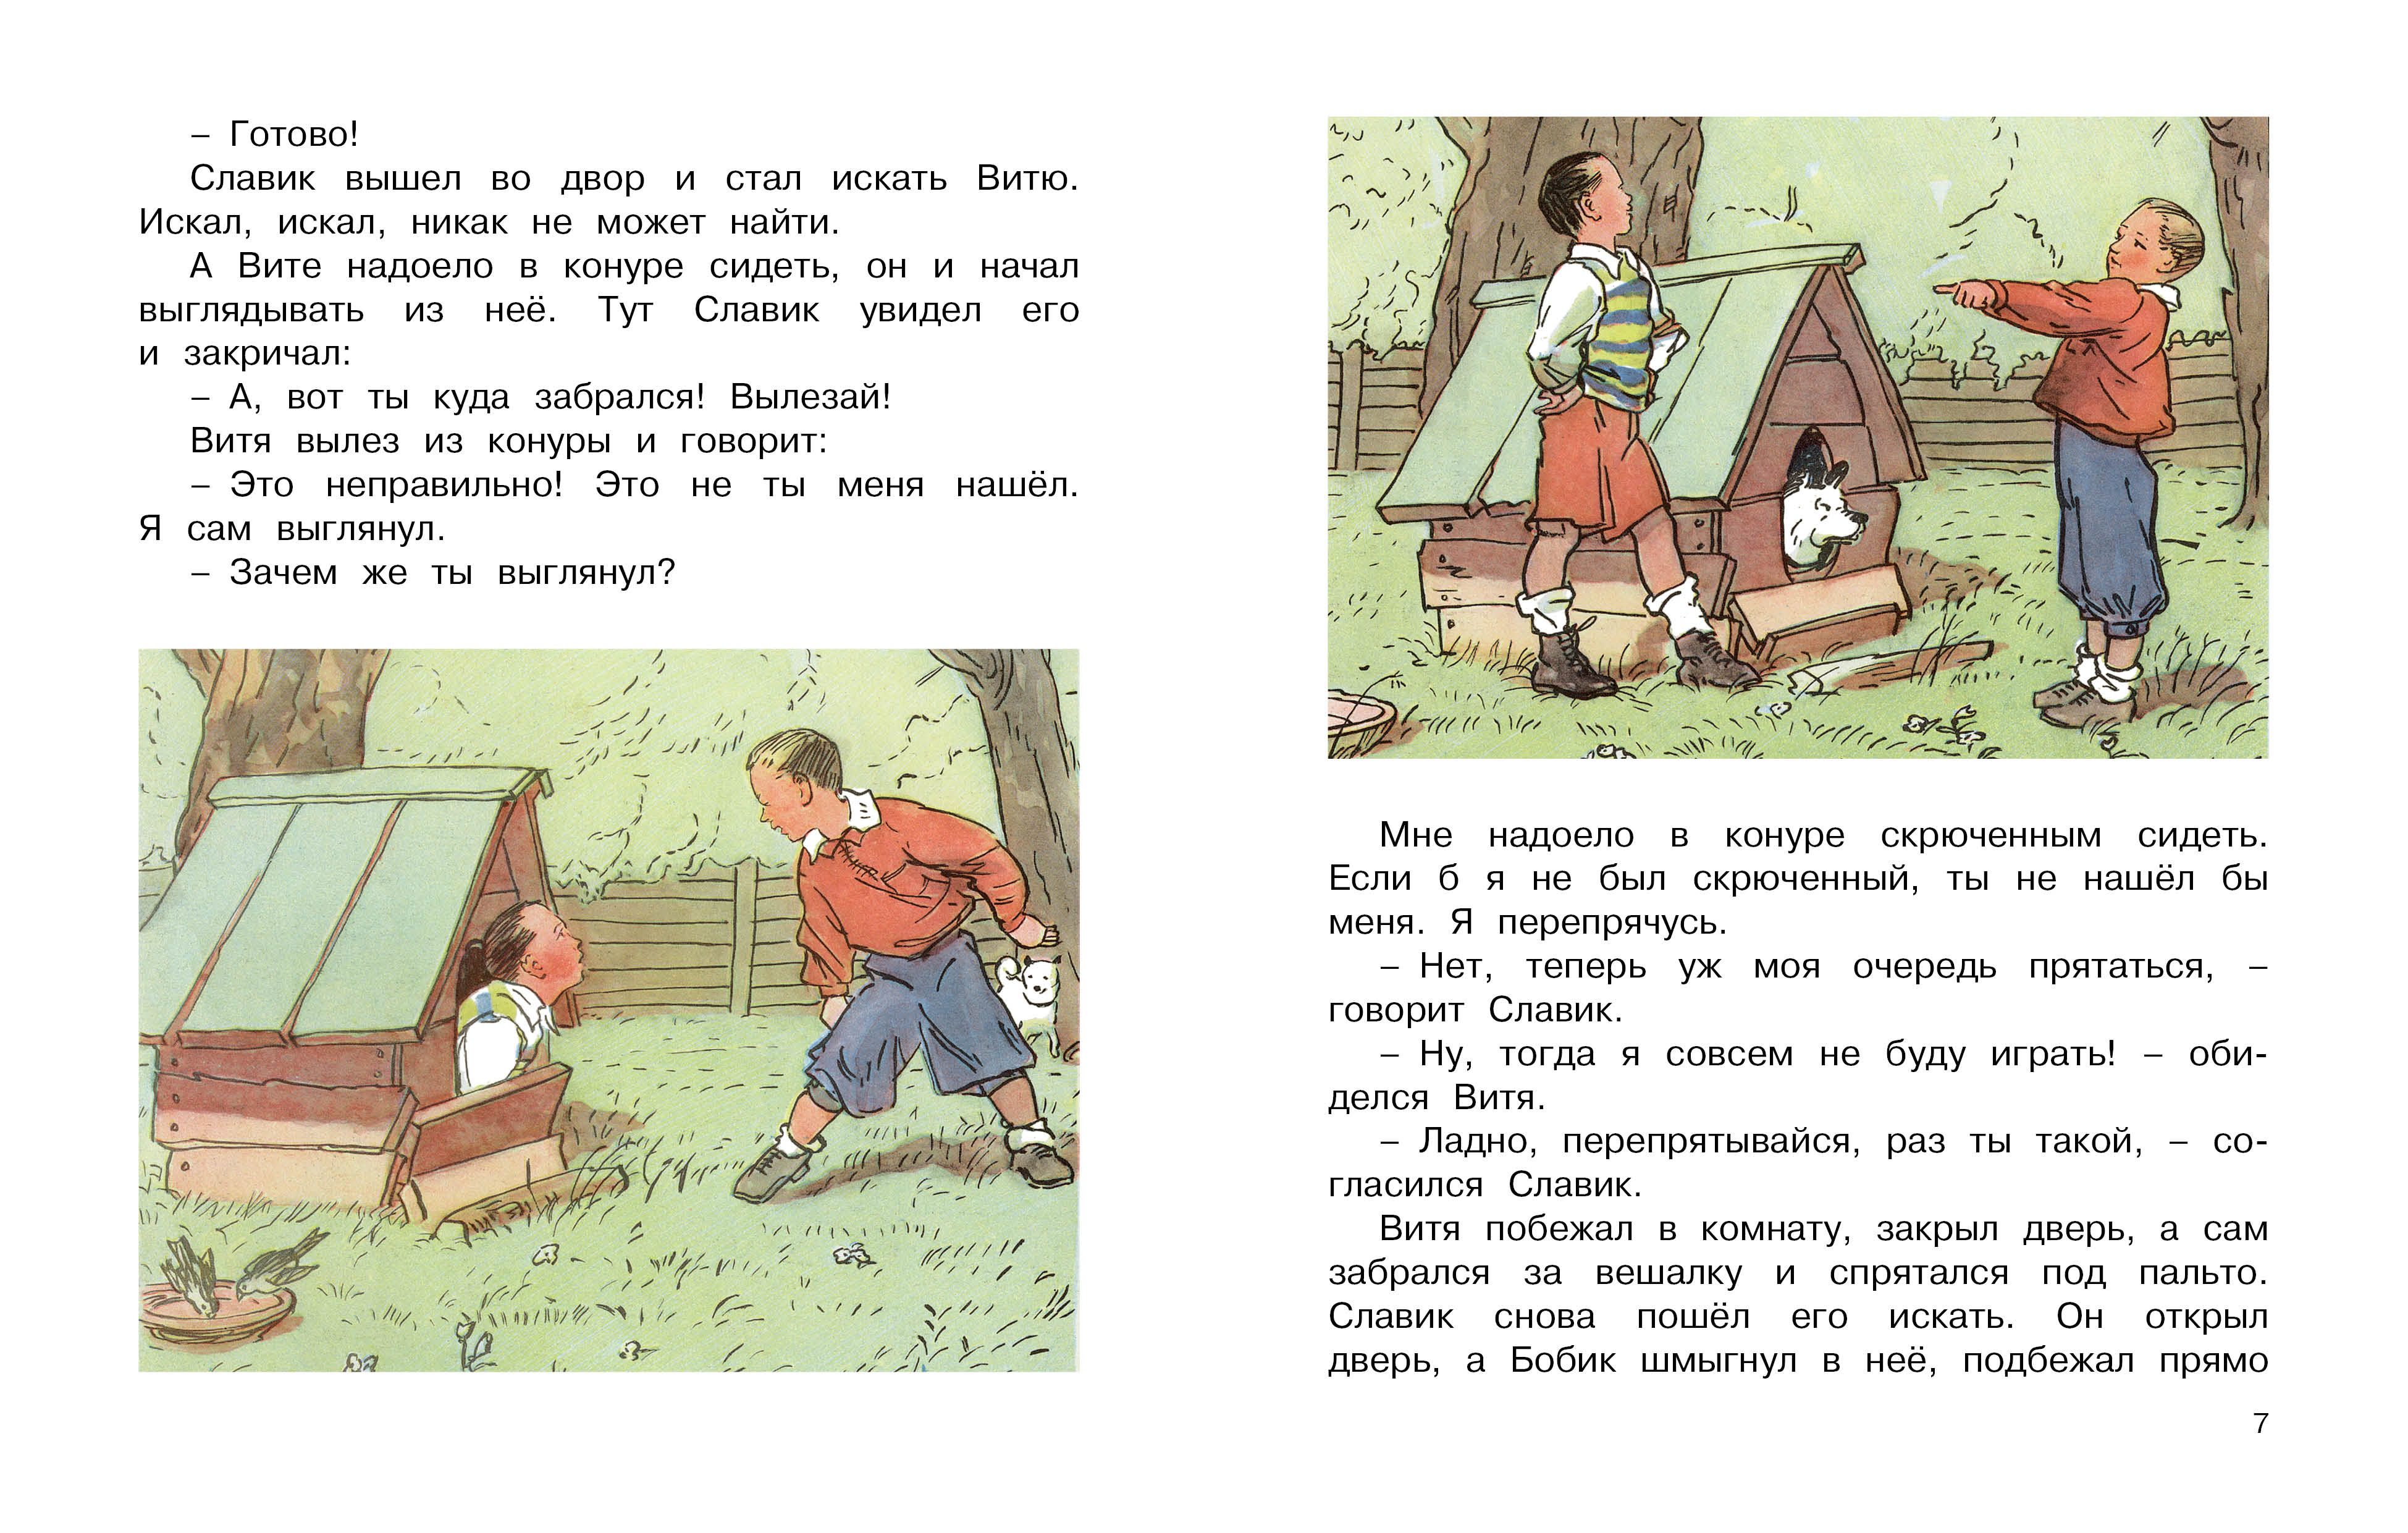 – Готово!
Славик вышел во двор и стал искать Витю.
Искал, искал, никак не может найти.
А Вите надоело в конуре сидеть, он и начал
выглядывать из неё. Тут Славик увидел его
и закричал:
– А, вот ты куда забрался! Вылезай!
Витя вылез из конуры и говорит:
– Это неправильно! Это не ты меня нашёл.
Я сам выглянул.
– Зачем же ты выглянул?
Мне надоело в конуре скрюченным сидеть.
Если б я не был скрюченный, ты не нашёл бы
меня. Я перепрячусь.
– Нет, теперь уж моя очередь прятаться, –
говорит Славик.
– Ну, тогда я совсем не буду играть! – оби-
делся Витя.
– Ладно, перепрятывайся, раз ты такой, – со-
гласился Славик.
Витя побежал в комнату, закрыл дверь, а сам
забрался за вешалку и спрятался под пальто.
Славик снова пошёл его искать. Он открыл
дверь, а Бобик шмыгнул в неё, подбежал прямо
7